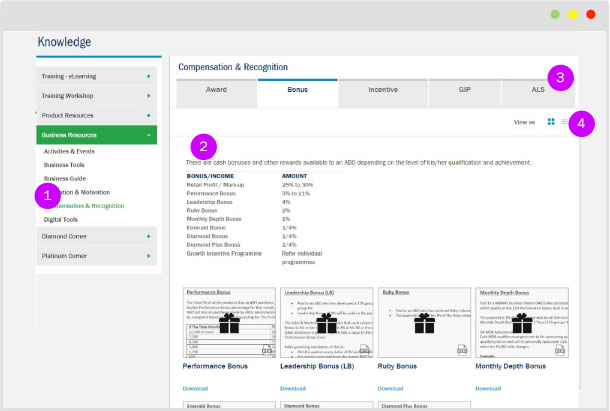 Knowledge
Training - eLearning +
Training Workshop +
Product Resources +
Business Resources -
Activities & Events
Business Tools
Business Guide
ation & Motivation
1
pensation & Recognition
Digital Tools
Diamond Corner +
Platinum Corner +
Compensation & Recognition
3
Award Bonus Incentive GIP ALS
View as
4
2
There are cash bonuses and other rewards available to an ABO depending on the level of his/her qualification and achievement.
BONUS/INCOME AMOUNT
Retail Profit / Mark-up 25% to 30%
Perormance Bonus 3% to 21%
Leadership Bonus 4%
Ruby Bonus 2%
Monthly Depth Bonus 1%
Emerald Bonus 1/4%
Diamond Bonus 1/4%
Diamond Plus Bonus 1/4%
Growth Incentive Programme Refer individual
programmes
Performance Bonus Leadership Bonus (LB) Ruby Bonus Monthly Depth Bonus
Performance Bonus Leadership Bonus (LB) Ruby Bonus Monthly Depth Bonus
Download Download Download Download
Emerald Bonus Diamond Bonus Diamond Plus Bonus